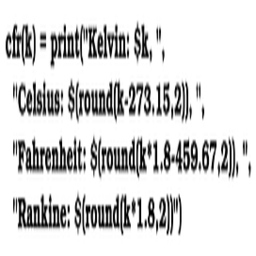 cfr(k) = print("Kelvin: $k, ",
"Celsius: $(round(k-273.15,2)), ",
"Fahrenheit: $(round(k*1.8-459.67,2)), ",
"Rankine: $(round(k*1.8,2))")